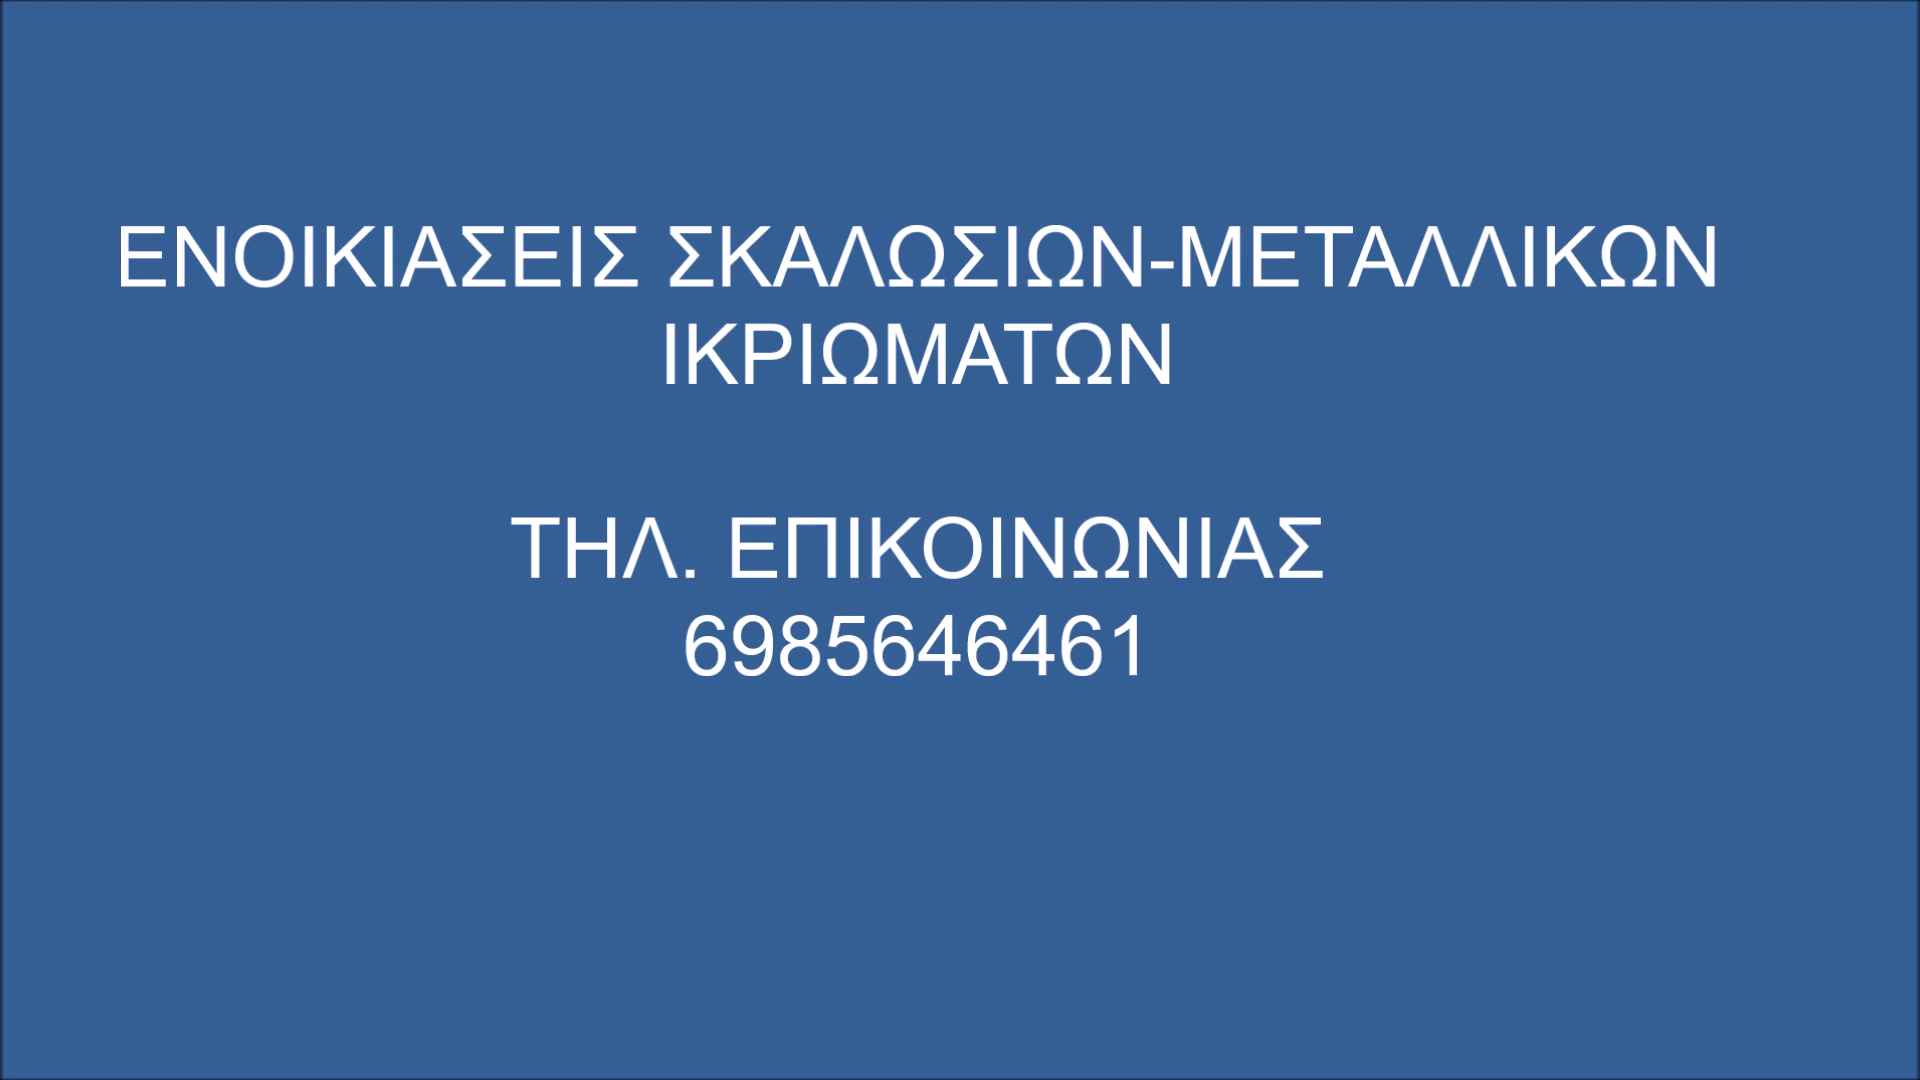 ΕΝΟΙΚΙΑΣΕΙΣ ΣΚΑΛΩΣΙΩΝ-ΜΕΤΑΛΛΙΚΩΝ
ΙΚΡΙΩΜΑΤΩΝ
ΤΗΛ. ΕΠΙΚΟΙΝΩΝΙΑΣ
6985646461